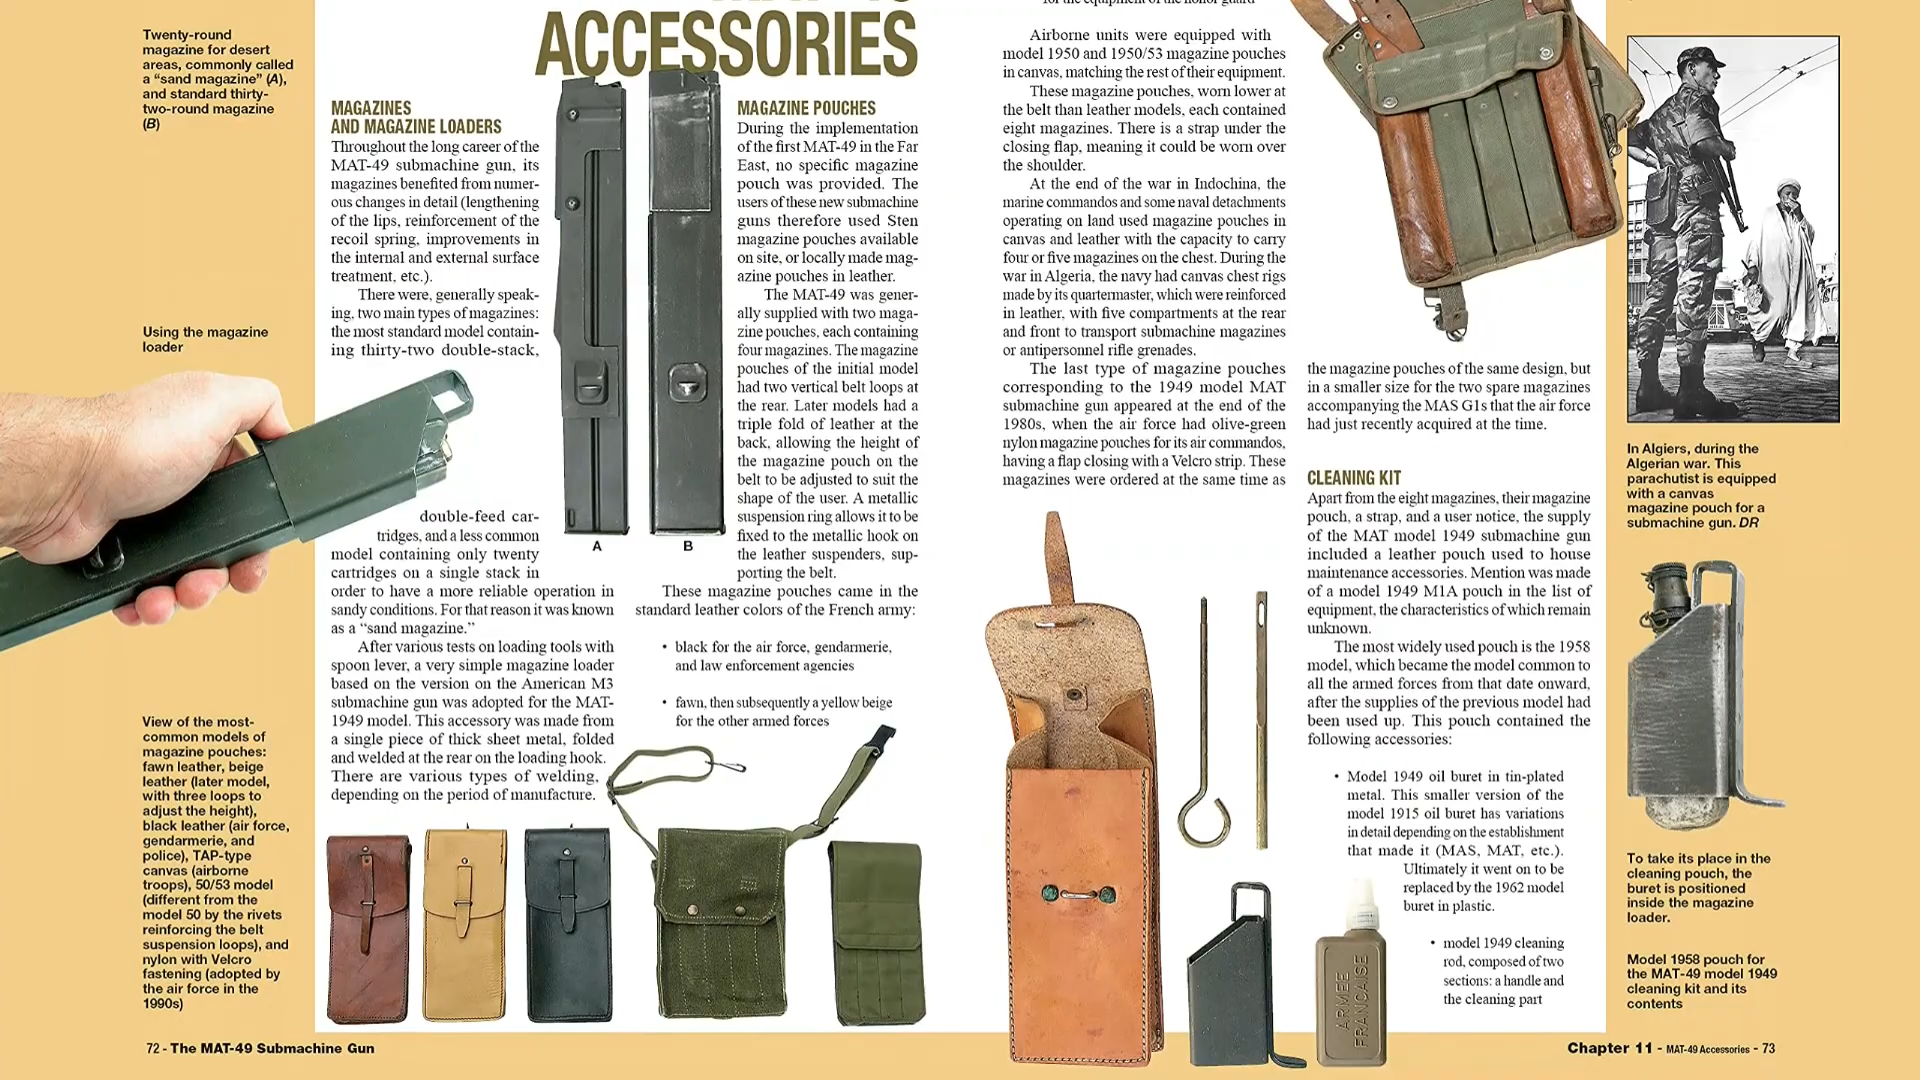 ACCESSORIES
Twenty-round
magazine for desert
areas, commonly called
a “sand magazine” (A),
and standard thirty-
two-round magazine
(B)
Using the magazine
loader
View of the most-
common models of
magazine pouches:
fawn leather, beige
leather (later model,
with three loops to
adjust the height),
black leather (air force,
gendarmerie, and
police), TAP-type
canvas (airborne
troops), 50/53 model
(different from the
model 50 by the rivets
reinforcing the belt
suspension loops), and
nylon with Velcro
fastening (adopted by
the air force in the
1990s)
MAGAZINES
AND MAGAZINE LOADERS
Throughout the long career of the
MAT-49 submachine gun, its
magazines benefited from numer-
ous changes in detail (lengthening
of the lips, reinforcement of the
recoil spring, improvements in
the internal and external surface
treatment, etc.).
There were, generally speak-
ing, two main types of magazines:
the most standard model contain-
ing thirty-two double-stack,
double-feed car-
tridges, and a less common
model containing only twenty
cartridges on a single stack in
order to have a more reliable operation in
sandy conditions. For that reason it was known
as a “sand magazine.”
After various tests on loading tools with
spoon lever, a very simple magazine loader
based on the version on the American M3
submachine gun was adopted for the MAT-
1949 model. This accessory was made from
a single piece of thick sheet metal, folded
and welded at the rear on the loading hook.
There are various types of welding,
depending on the period of manufacture.
A
B
MAGAZINE POUCHES
During the implementation
of the first MAT-49 in the Far
East, no specific magazine
pouch was provided. The
users of these new submachine
guns therefore used Sten
magazine pouches available
on site, or locally made mag-
azine pouches in leather.
The MAT-49 was gener-
ally supplied with two maga-
zine pouches, each containing
four magazines. The magazine
pouches of the initial model
had two vertical belt loops at
the rear. Later models had a
triple fold of leather at the
back, allowing the height of
the magazine pouch on the
belt to be adjusted to suit the
shape of the user. A metallic
suspension ring allows it to be
fixed to the metallic hook on
the leather suspenders, sup-
porting the belt.
These magazine pouches came in the
standard leather colors of the French army:
• black for the air force, gendarmerie,
and law enforcement agencies
• fawn, then subsequently a yellow beige
for the other armed forces
72 - The MAT-49 Submachine Gun
for the equipment of the honor guard
Airborne units were equipped with
model 1950 and 1950/53 magazine pouches
in canvas, matching the rest of their equipment.
These magazine pouches, worn lower at
the belt than leather models, each contained
eight magazines. There is a strap under the
closing flap, meaning it could be worn over
the shoulder.
At the end of the war in Indochina, the
marine commandos and some naval detachments
operating on land used magazine pouches in
canvas and leather with the capacity to carry
four or five magazines on the chest. During the
war in Algeria, the navy had canvas chest rigs
made by its quartermaster, which were reinforced
in leather, with five compartments at the rear
and front to transport submachine magazines
or antipersonnel rifle grenades.
The last type of magazine pouches
corresponding to the 1949 model MAT
submachine gun appeared at the end of the
1980s, when the air force had olive-green
nylon magazine pouches for its air commandos,
having a flap closing with a Velcro strip. These
magazines were ordered at the same time as
the magazine pouches of the same design, but
in a smaller size for the two spare magazines
accompanying the MAS G1s that the air force
had just recently acquired at the time.
CLEANING KIT
Apart from the eight magazines, their magazine
pouch, a strap, and a user notice, the supply
of the MAT model 1949 submachine gun
included a leather pouch used to house
maintenance accessories. Mention was made
of a model 1949 M1A pouch in the list of
equipment, the characteristics of which remain
unknown.
The most widely used pouch is the 1958
model, which became the model common to
all the armed forces from that date onward,
after the supplies of the previous model had
been used up. This pouch contained the
following accessories:
• Model 1949 oil buret in tin-plated
metal. This smaller version of the
model 1915 oil buret has variations
in detail depending on the establishment
that made it (MAS, MAT, etc.).
Ultimately it went on to be
replaced by the 1962 model
buret in plastic.
• model 1949 cleaning
rod, composed of two
sections: a handle and
the cleaning part
ARMEE
FRANCAISE
In Algiers, during the
Algerian war. This
parachutist is equipped
with a canvas
magazine pouch for a
submachine gun. DR
To take its place in the
cleaning pouch, the
buret is positioned
inside the magazine
loader.
Model 1958 pouch for
the MAT-49 model 1949
cleaning kit and its
contents
Chapter 11 - MAT-49 Accessories - 73